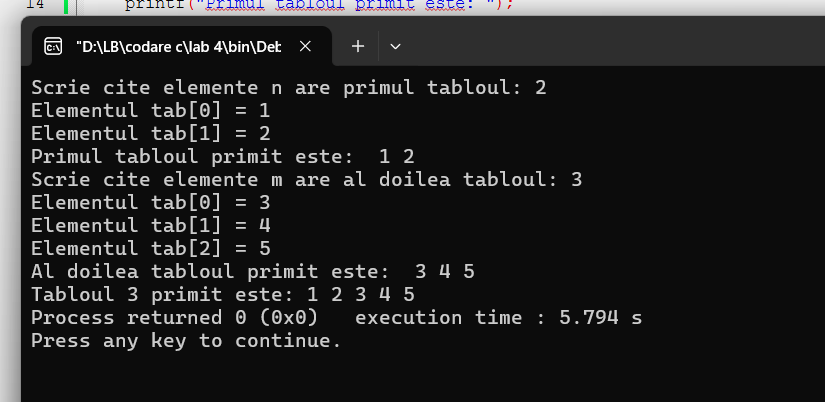 14 printf("Primul tabloul primit este: ");
"D:\LB\codare c\lab 4\bin\Deb
Scrie cite elemente n are primul tabloul: 2
Elementul tab[0] = 1
Elementul tab[1] = 2
Primul tabloul primit este:  1 2
Scrie cite elemente m are al doilea tabloul: 3
Elementul tab[0] = 3
Elementul tab[1] = 4
Elementul tab[2] = 5
Al doilea tabloul primit este:  3 4 5
Tabloul 3 primit este: 1 2 3 4 5
Process returned 0 (0x0)   execution time : 5.794 s
Press any key to continue.